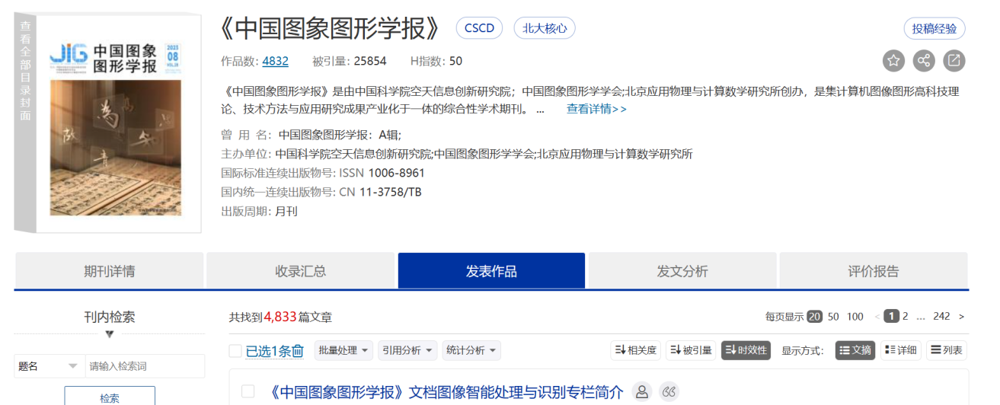 查看全部目录封面
JIG 中国图象图形学报 2023 08 VOL.28
为
故
思
之
青
《中国图象图形学报》 CSCD 北大核心 投稿经验
作品数: 4832 被引量: 25854 H指数: 50
《中国图象图形学报》是由中国科学院空天信息创新研究院；中国图象图形学学会;北京应用物理与计算数学研究所创办，是集计算机图像图形高科技理
论、技术方法与应用研究成果产业化于一体的综合性学术期刊。 ... 查看详情>>
曾 用 名: 中国图象图形学报：A辑;
主办单位: 中国科学院空天信息创新研究院;中国图象图形学学会;北京应用物理与计算数学研究所
国际标准连续出版物号: ISSN 1006-8961
国内统一连续出版物号: CN 11-3758/TB
出版周期: 月刊
期刊详情 收录汇总 发表作品 发文分析 评价报告
刊内检索 共找到4,833篇文章 每页显示 20 50 100 < 1 2 ... 242 >
已选1条 批量处理 引用分析 统计分析 相关度 被引量 时效性 显示方式: 文摘 详细 列表
题名 请输入检索词
检索 《中国图象图形学报》文档图像智能处理与识别专栏简介